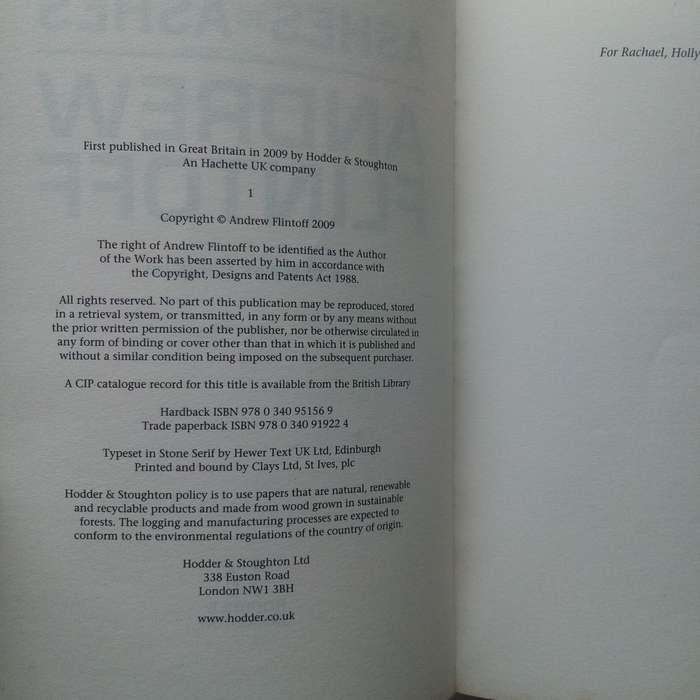 First published in Great Britain in 2009 by Hodder & Stoughton
An Hachette UK company
1
Copyright © Andrew Flintoff 2009
The right of Andrew Flintoff to be identified as the Author
of the Work has been asserted by him in accordance with
the Copyright, Designs and Patents Act 1988.
All rights reserved. No part of this publication may be reproduced, stored
in a retrieval system, or transmitted, in any form or by any means without
the prior written permission of the publisher, nor be otherwise circulated in
any form of binding or cover other than that in which it is published and
without a similar condition being imposed on the subsequent purchaser.
A CIP catalogue record for this title is available from the British Library
Hardback ISBN 978 0 340 95156 9
Trade paperback ISBN 978 0 340 91922 4
Typeset in Stone Serif by Hewer Text UK Ltd, Edinburgh
Printed and bound by Clays Ltd, St Ives, plc
Hodder & Stoughton policy is to use papers that are natural, renewable
and recyclable products and made from wood grown in sustainable
forests. The logging and manufacturing processes are expected to
conform to the environmental regulations of the country of origin.
Hodder & Stoughton Ltd
338 Euston Road
London NW1 3BH
www.hodder.co.uk
For Rachael, Holly